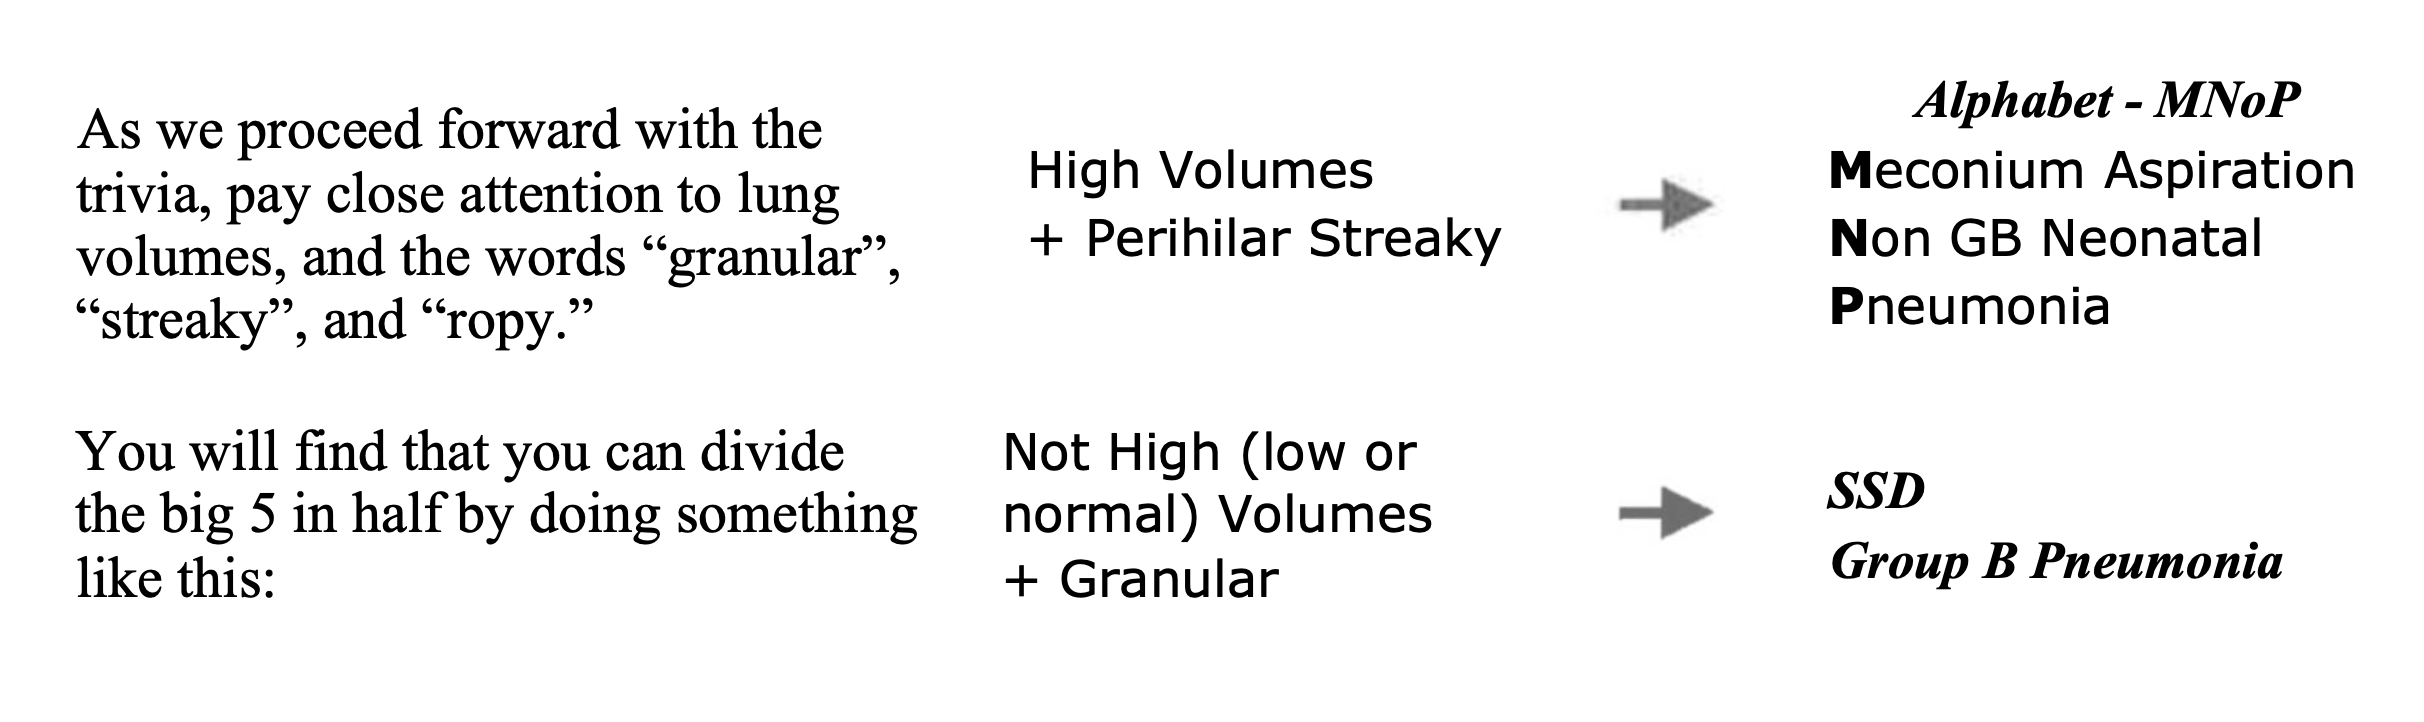 As we proceed forward with the
trivia, pay close attention to lung
volumes, and the words “granular”,
“streaky”, and “ropy.”
High Volumes
+ Perihilar Streaky
Alphabet - MNoP
Meconium Aspiration
Non GB Neonatal
Pneumonia
You will find that you can divide
the big 5 in half by doing something
like this:
Not High (low or
normal) Volumes
+ Granular
SSD
Group B Pneumonia